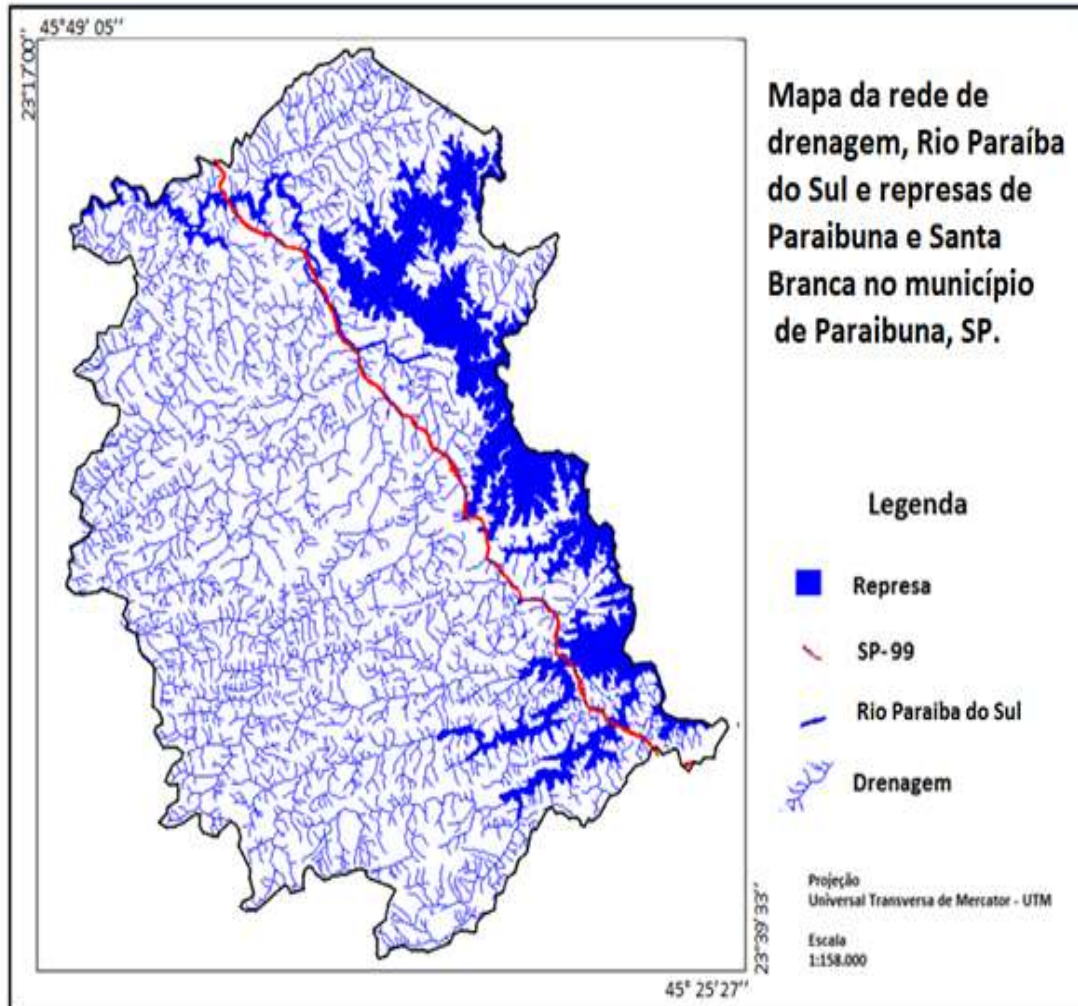 45°49' 05''
23°17'00''
Mapa da rede de
drenagem, Rio Paraíba
do Sul e represas de
Paraibuna e Santa
Branca no município
de Paraibuna, SP.
Legenda
Represa
SP-99
Rio Paraiba do Sul
Drenagem
Projeção
Universal Transversa de Mercator - UTM
Escala
1:158.000
23°39'33''
45° 25'27''